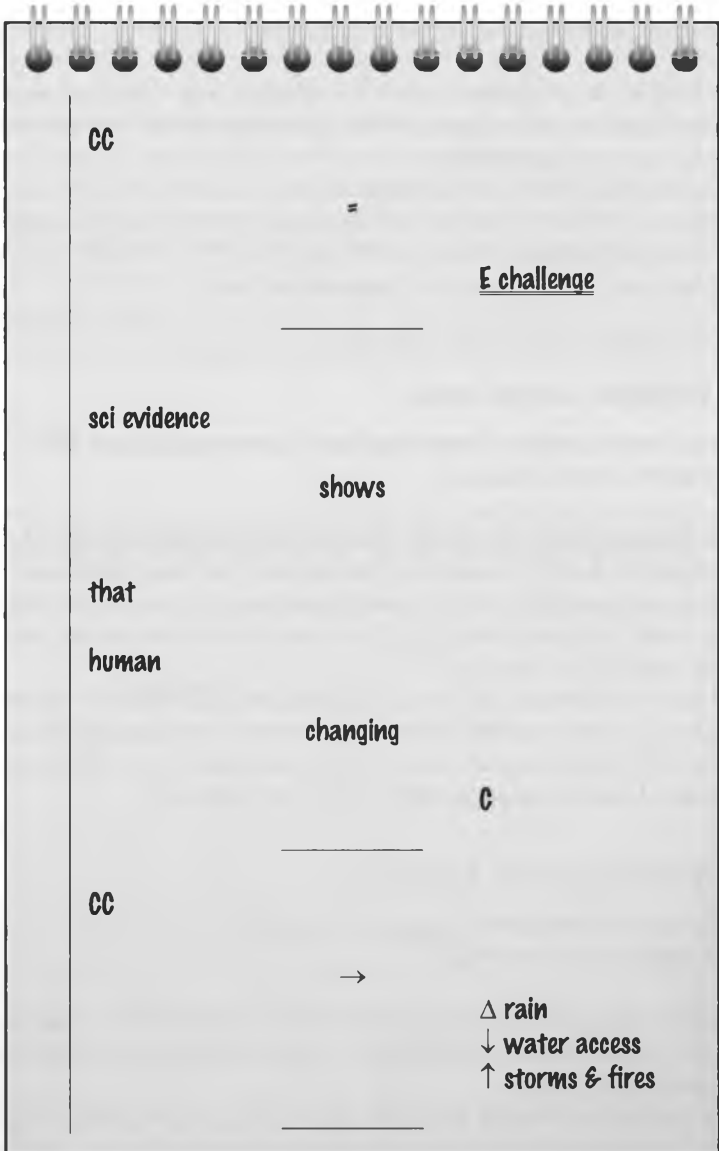 CC
=
E challenge
sci evidence
shows
that
human
changing
C
CC
→
Δ rain
↓ water access
↑ storms & fires